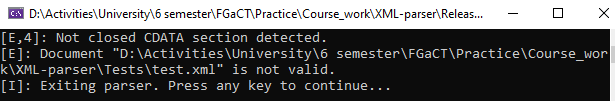 D:\Activities\University\6 semester\FGaCT\Practice\Course_work\XML-parser\Releas
[E,4]: Not closed CDATA section detected.
[E]: Document "D:\Activities\University\6 semester\FGaCT\Practice\Course_wor
k\XML-parser\Tests\test.xml" is not valid.
[I]: Exiting parser. Press any key to continue...